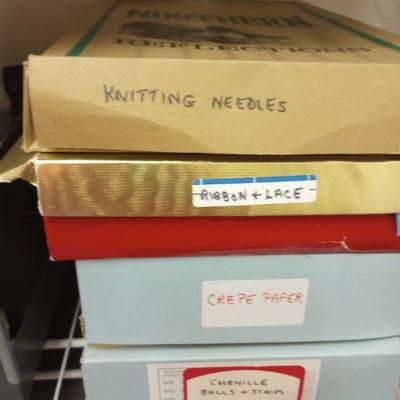 NORTHERN
REFLECTIONS
KNITTING NEEDLES
RIBBON + LACE
CREPE PAPER
CHENILLE
BALLS + STRIPS